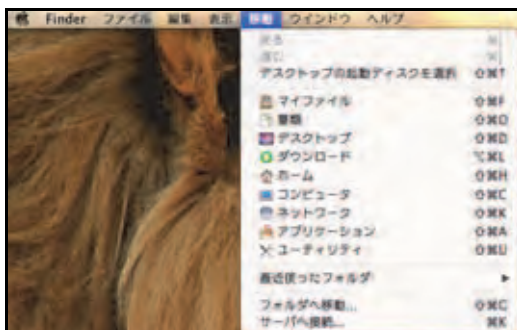 Finder ファイル 編集 表示 移動 ウインドウ ヘルプ
戻る ⌘[
進む ⌘]
デスクトップの起動ディスクを選択 ⇧⌘↑
マイファイル ⇧⌘F
書類 ⇧⌘O
デスクトップ ⇧⌘D
ダウンロード ⌥⌘L
ホーム ⇧⌘H
コンピュータ ⇧⌘C
ネットワーク ⇧⌘K
アプリケーション ⇧⌘A
ユーティリティ ⇧⌘U
最近使ったフォルダ ▶
フォルダへ移動... ⇧⌘G
サーバへ接続... ⌘K